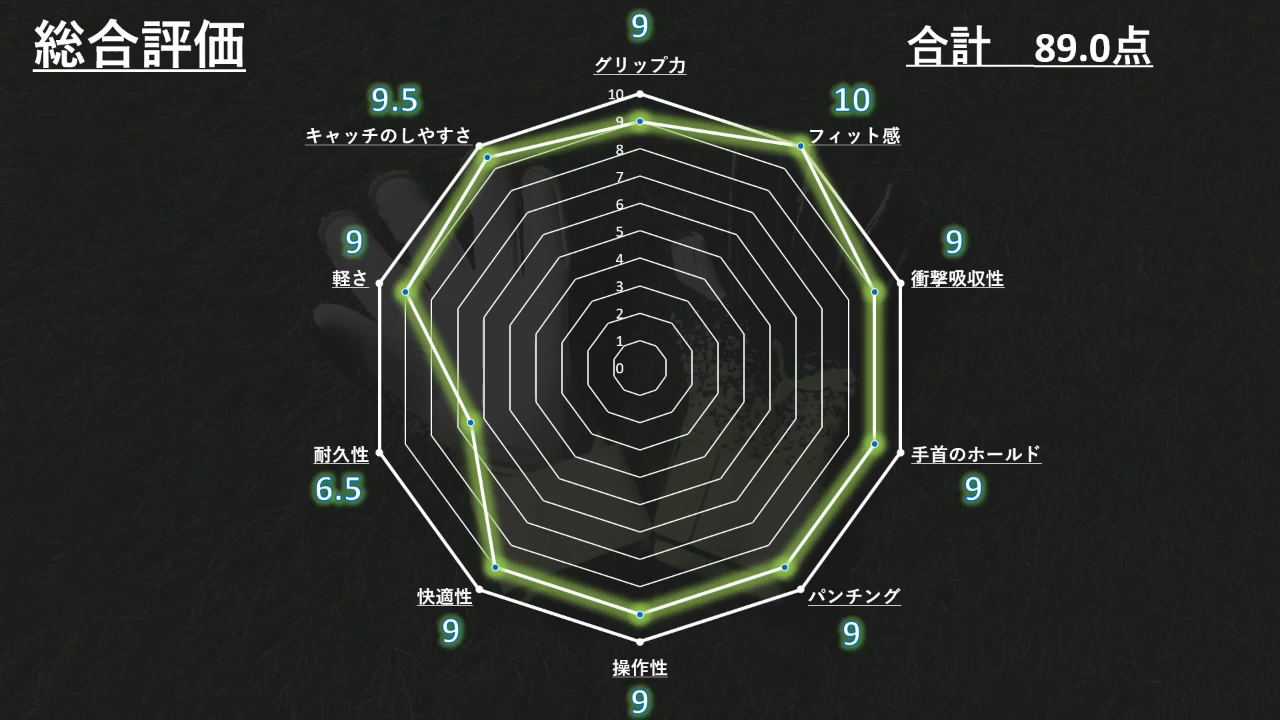 総合評価
合計　89.0点
9
グリップ力
9.5
キャッチのしやすさ
10
フィット感
9
軽さ
9
衝撃吸収性
耐久性
6.5
手首のホールド
9
快適性
9
パンチング
9
操作性
9
10
9
8
7
6
5
4
3
2
1
0